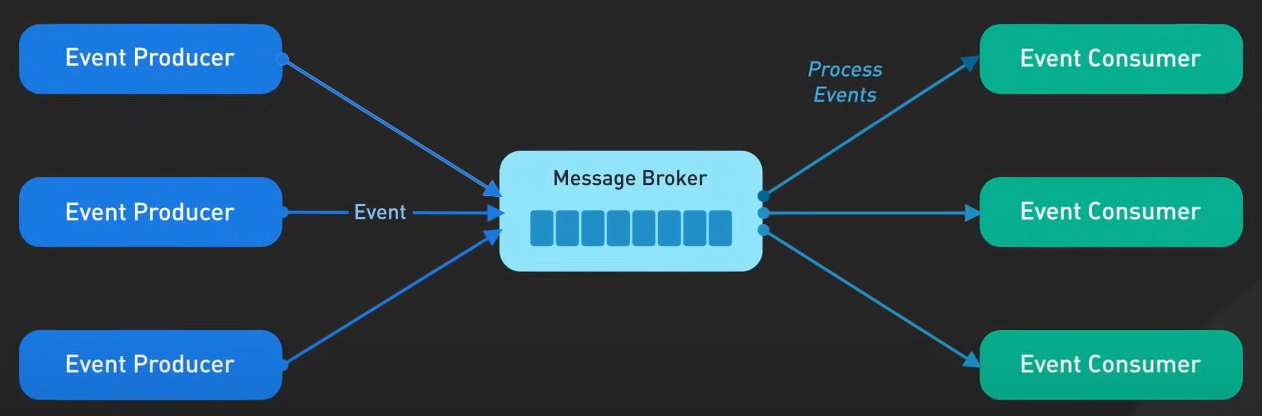 Event Producer
Process
Events
Event Consumer
Message Broker
Event Producer
Event
Event Consumer
Event Producer
Event Consumer